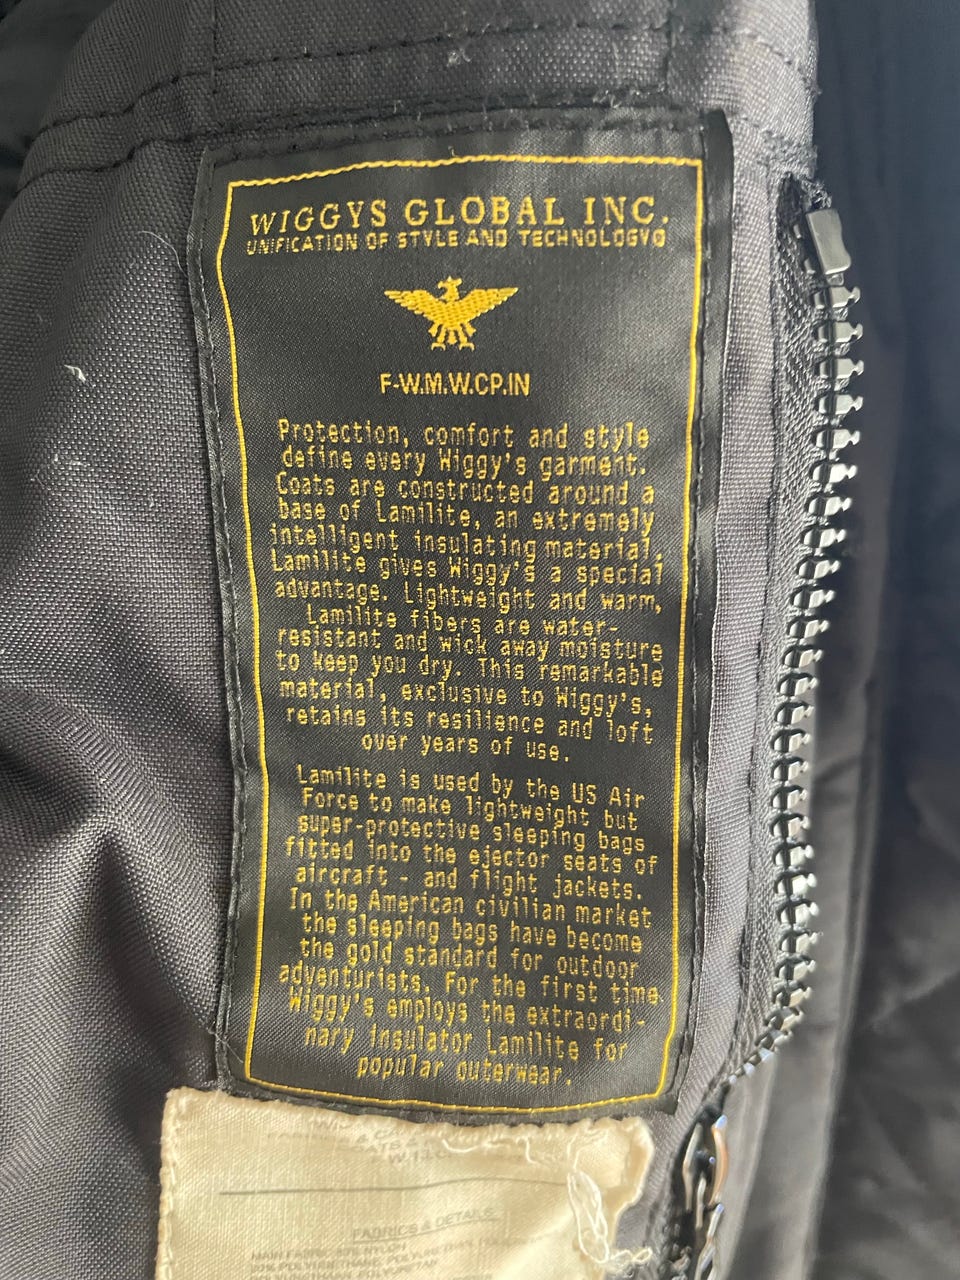 WIGGYS GLOBAL INC.
UNIFICATION OF STYLE AND TECHNOLOGYO
F-W.M.W.CP.IN
Protection, comfort and style
define every Wiggy's garment.
Coats are constructed around a
base of Lamilite, an extremely
intelligent insulating material.
Lamilite gives Wiggy's a special
advantage. Lightweight and warm,
Lamilite fibers are water-
resistant and wick away moisture
to keep you dry. This remarkable
material, exclusive to Wiggy's,
retains its resilience and loft
over years of use.
Lamilite is used by the US Air
Force to make lightweight but
super-protective sleeping bags
fitted into the ejector seats of
aircraft - and flight jackets.
In the American civilian market
the sleeping bags have become
the gold standard for outdoor
adventurists. For the first time
Wiggy's employs the extraordi-
nary insulator Lamilite for
popular outerwear.
FABRICS & DETAILS
MAIN FABRIC